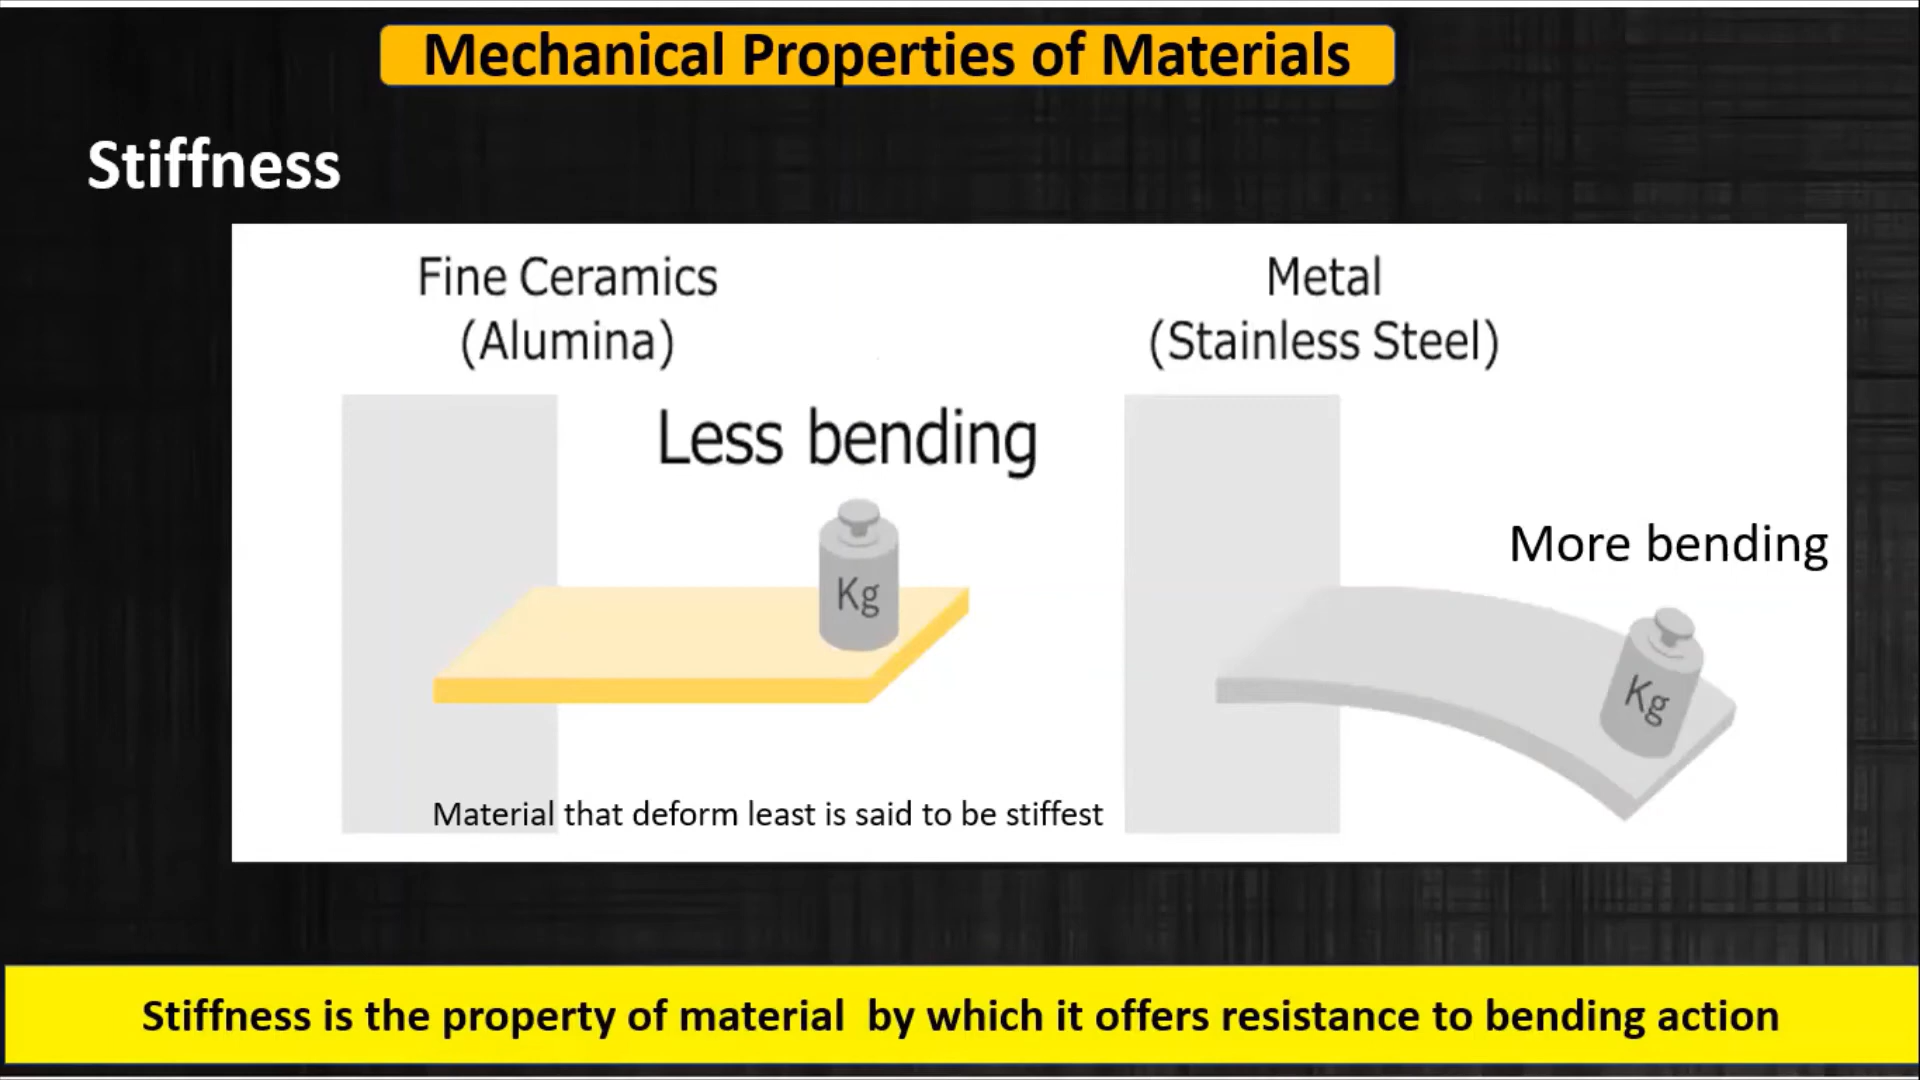 Mechanical Properties of Materials
Stiffness
Fine Ceramics
(Alumina)
Metal
(Stainless Steel)
Less bending
More bending
Kg
Kg
Material that deform least is said to be stiffest
Stiffness is the property of material  by which it offers resistance to bending action